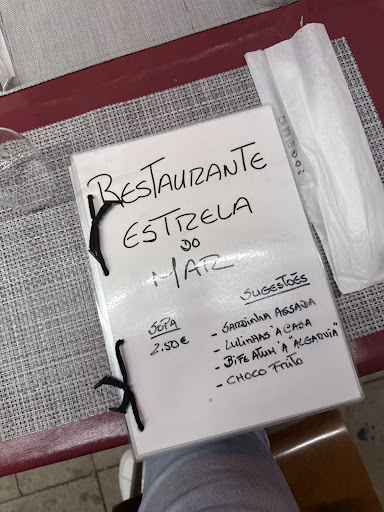 RESTAURANTE
ESTRELA
DO
MAR
SOPA
2.50€
SUGESTÕES
- SARDINHA ASSADA
- LULINHAS À CASA
- BIFE ATUM "À "ALGARVIA"
- CHOCO FRITO